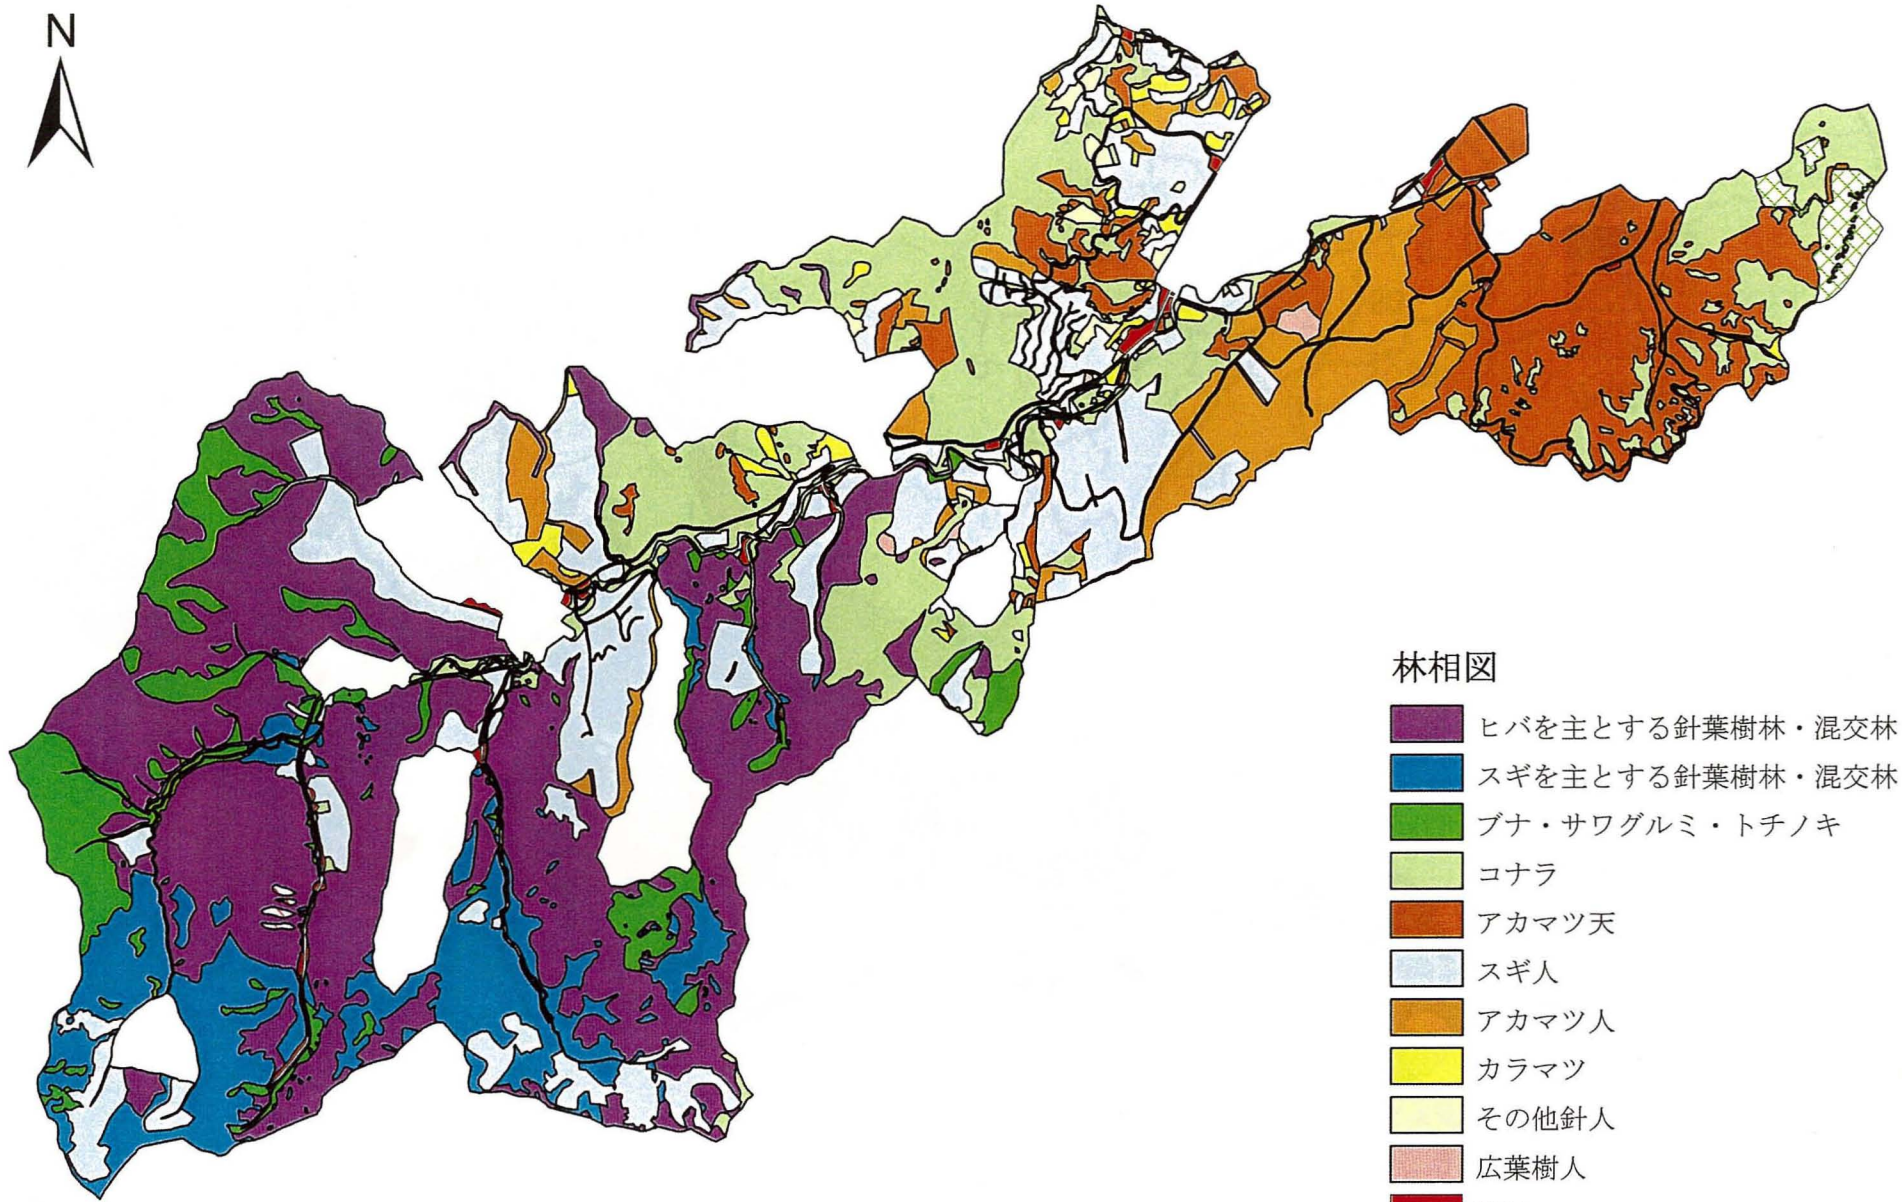 N
林相図
ヒバを主とする針葉樹林・混交林
スギを主とする針葉樹林・混交林
ブナ・サワグルミ・トチノキ
コナラ
アカマツ天
スギ人
アカマツ人
カラマツ
その他針人
広葉樹人